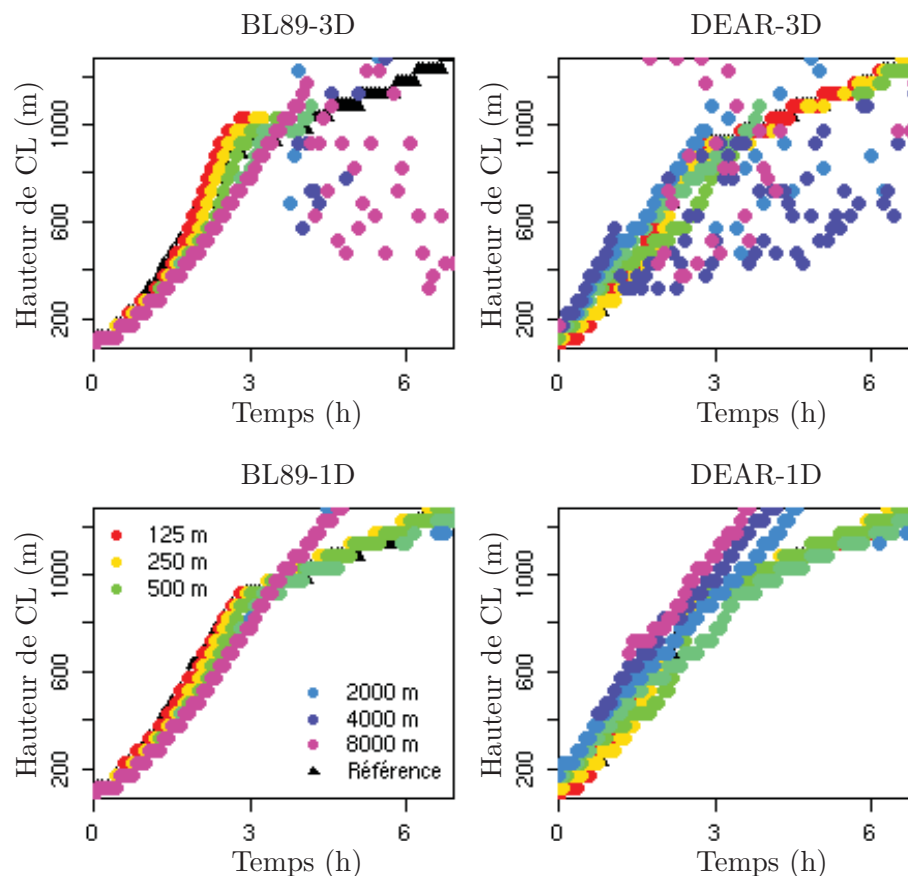 BL89-3D
DEAR-3D
Hauteur de CL (m)
200
600
1000
0
3
6
Temps (h)
Hauteur de CL (m)
200
600
1000
0
3
6
Temps (h)
BL89-1D
DEAR-1D
Hauteur de CL (m)
200
600
1000
125 m
250 m
500 m
2000 m
4000 m
8000 m
Référence
0
3
6
Temps (h)
Hauteur de CL (m)
200
600
1000
0
3
6
Temps (h)